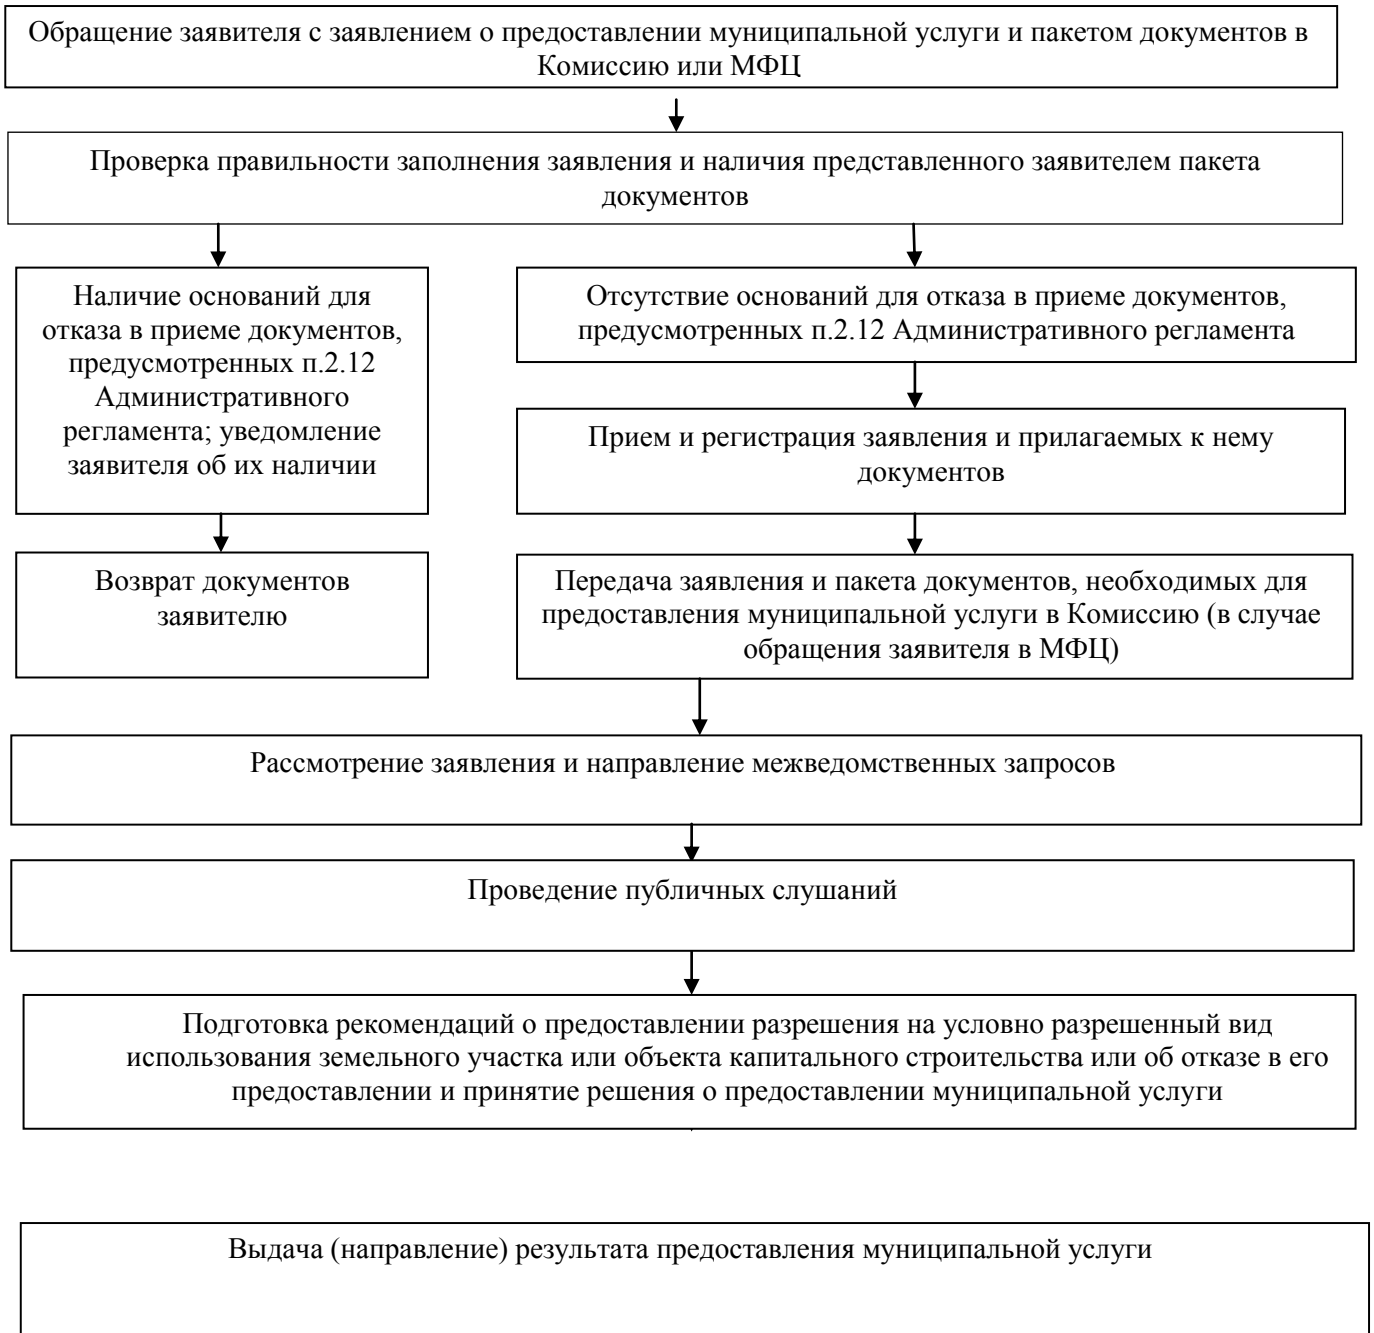 Обращение заявителя с заявлением о предоставлении муниципальной услуги и пакетом документов в
Комиссию или МФЦ
Проверка правильности заполнения заявления и наличия представленного заявителем пакета
документов
Наличие оснований для
отказа в приеме документов,
предусмотренных п.2.12
Административного
регламента; уведомление
заявителя об их наличии
Отсутствие оснований для отказа в приеме документов,
предусмотренных п.2.12 Административного регламента
Прием и регистрация заявления и прилагаемых к нему
документов
Возврат документов
заявителю
Передача заявления и пакета документов, необходимых для
предоставления муниципальной услуги в Комиссию (в случае
обращения заявителя в МФЦ)
Рассмотрение заявления и направление межведомственных запросов
Проведение публичных слушаний
Подготовка рекомендаций о предоставлении разрешения на условно разрешенный вид
использования земельного участка или объекта капитального строительства или об отказе в его
предоставлении и принятие решения о предоставлении муниципальной услуги
Выдача (направление) результата предоставления муниципальной услуги